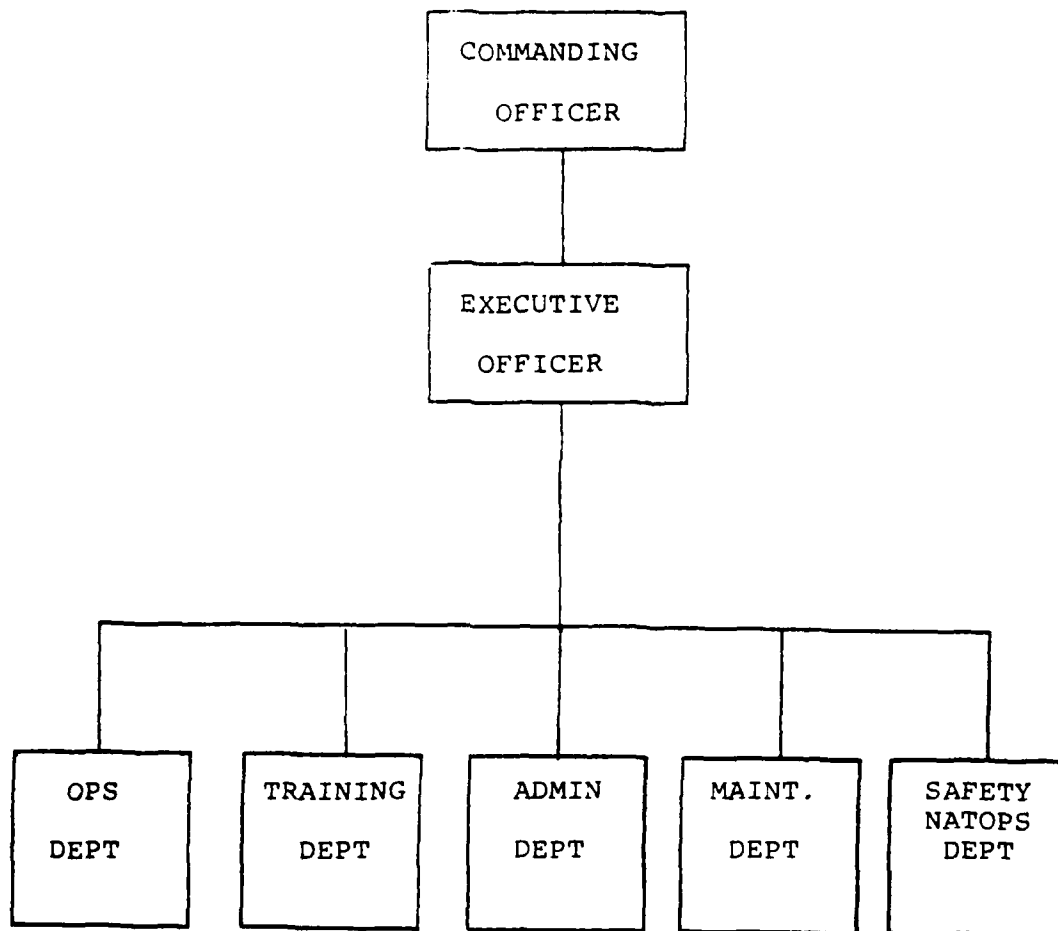 COMMANDING
OFFICER
EXECUTIVE
OFFICER
OPS
DEPT
TRAINING
DEPT
ADMIN
DEPT
MAINT.
DEPT
SAFETY
NATOPS
DEPT